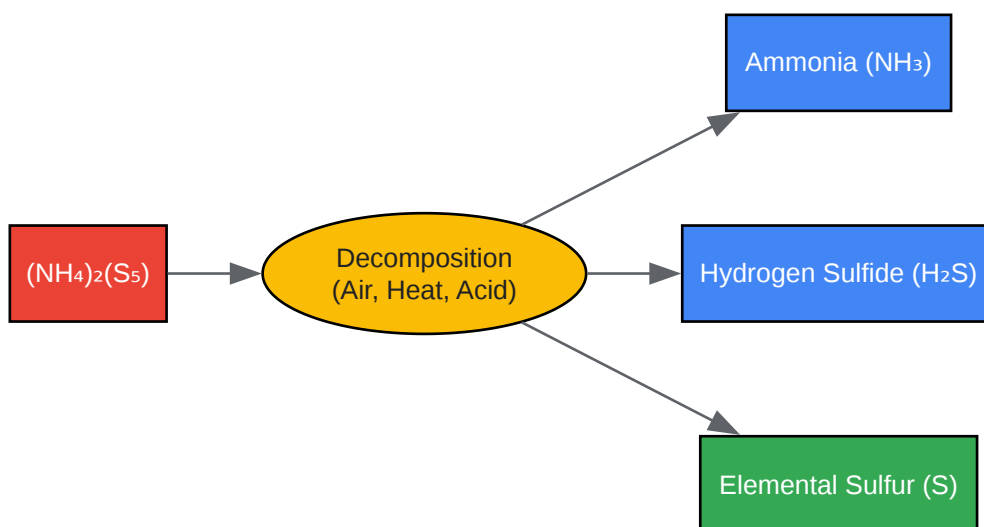 Ammonia (NH₃)
(NH₄)₂(S₅)
Decomposition
(Air, Heat, Acid)
Hydrogen Sulfide (H₂S)
Elemental Sulfur (S)